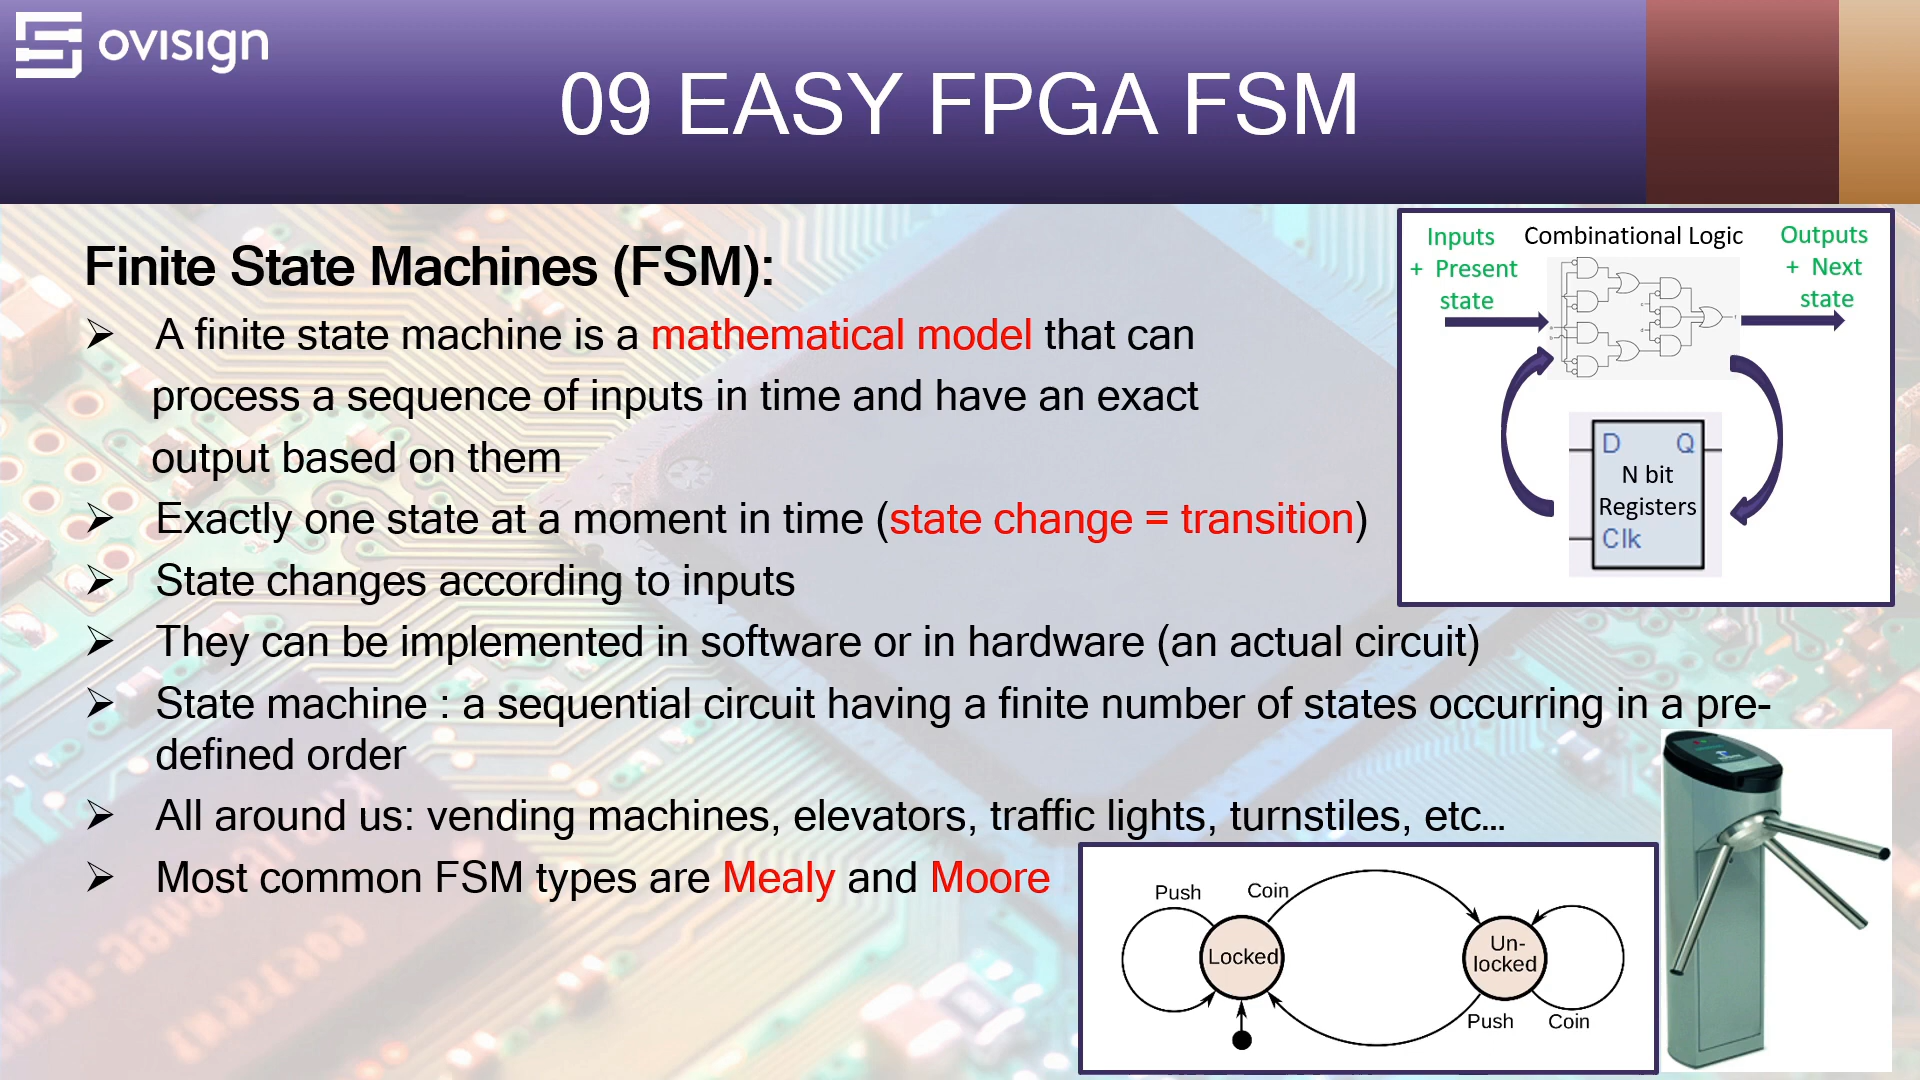 ovisign
09 EASY FPGA FSM
Finite State Machines (FSM):
➢ A finite state machine is a mathematical model that can
process a sequence of inputs in time and have an exact
output based on them
➢ Exactly one state at a moment in time (state change = transition)
➢ State changes according to inputs
➢ They can be implemented in software or in hardware (an actual circuit)
➢ State machine : a sequential circuit having a finite number of states occurring in a pre-
defined order
➢ All around us: vending machines, elevators, traffic lights, turnstiles, etc…
➢ Most common FSM types are Mealy and Moore
Inputs
+ Present
state
Combinational Logic
Outputs
+ Next
state
D Q
N bit
Registers
Clk
Push
Coin
Locked
Un-
locked
Push
Coin